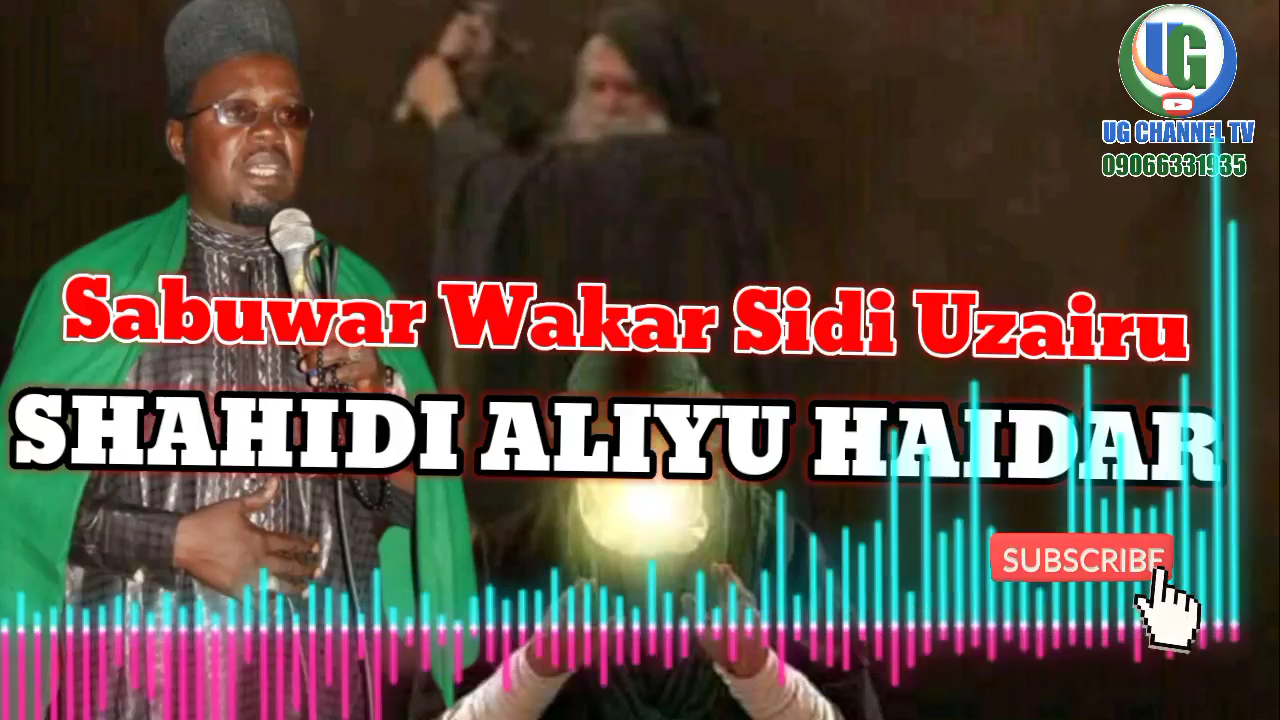 UG
UG CHANNEL TV
09066331935
Sabuwar Wakar Sidi Uzairu
SHAHIDI ALIYU HAIDAR
SUBSCRIBE